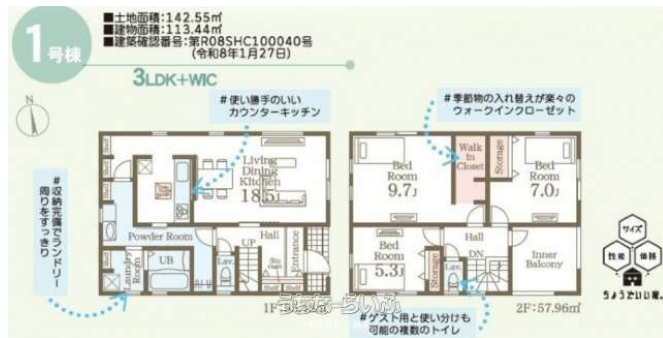 1号棟
■土地面積:142.55㎡
■建物面積:113.44㎡
■建築確認番号:第R08SHC100040号
(令和8年1月27日)
3LDK+WIC
N
#使い勝手のいい
カウンターキッチン
#季節物の入れ替えが楽々の
ウォークインクローゼット
#収納完備でランドリー
周りをすっきり
Living
Dining
Kitchen
18.5J
Powder Room
Laundry
Room
UB
Lav.
UP
Hall
Entrance
1F
Bed
Room
9.7J
Walk
in
Closet
Storage
Bed
Room
7.0J
Bed
Room
5.3J
Storage
Hall
DN
Lav.
Inner
Balcony
2F:57.96㎡
#ゲスト用と使い分けも
可能の複数のトイレ
サイズ
性能
価格
ちょうどいい家。